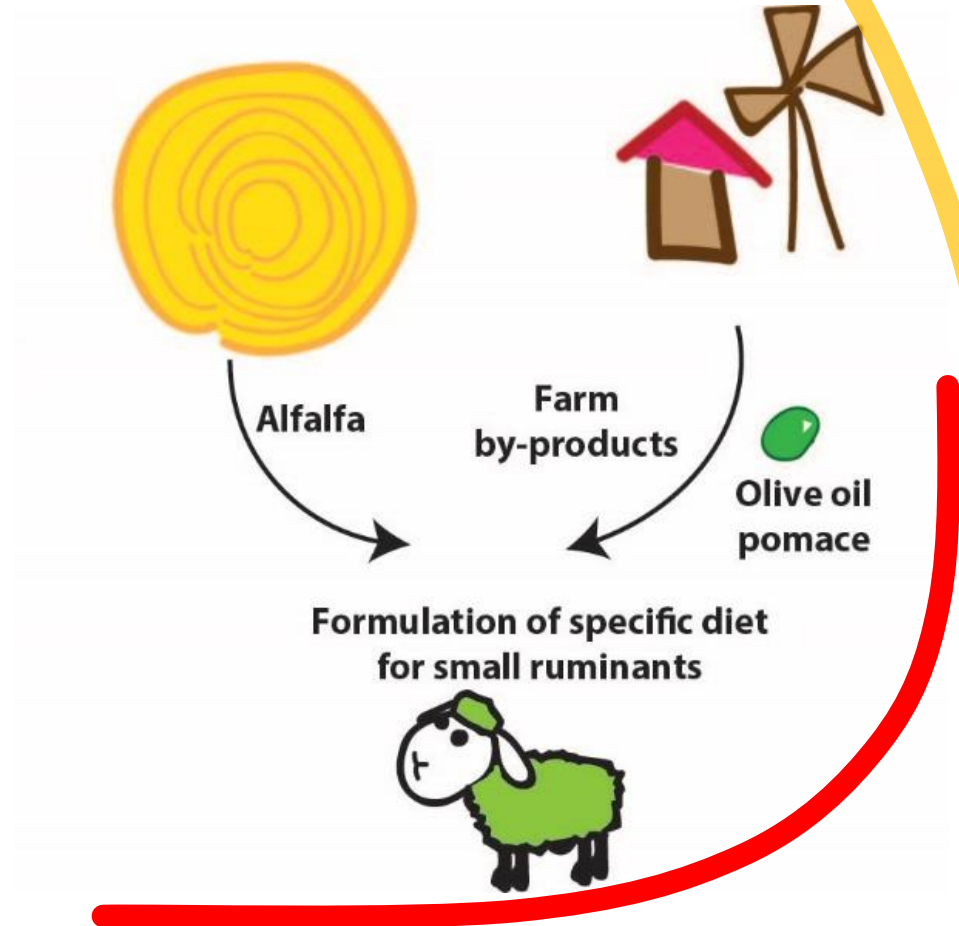 Alfalfa
Farm
by-products
Olive oil
pomace
Formulation of specific diet
for small ruminants